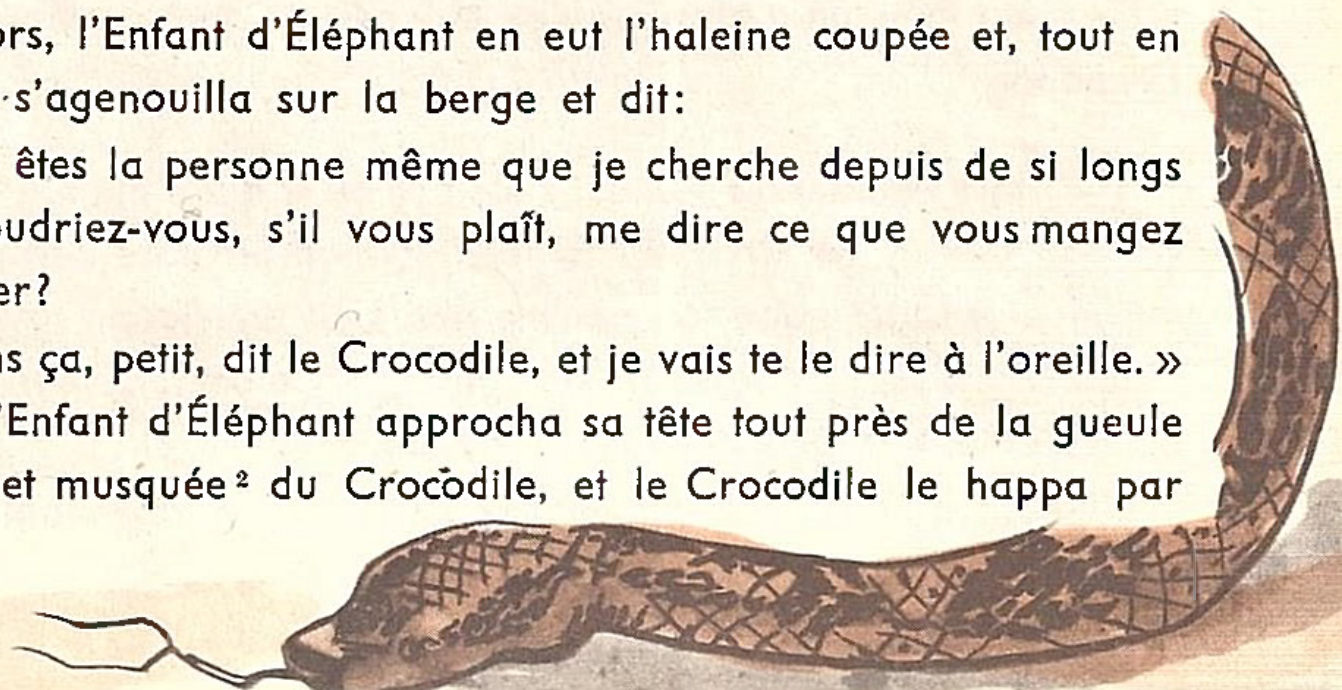 ors, l'Enfant d'Éléphant en eut l'haleine coupée et, tout en
s'agenouilla sur la berge et dit:
êtes la personne même que je cherche depuis de si longs
oudriez-vous, s'il vous plaît, me dire ce que vous mangez
er?
ns ça, petit, dit le Crocodile, et je vais te le dire à l'oreille. »
l'Enfant d'Éléphant approcha sa tête tout près de la gueule
et musquée² du Crocodile, et le Crocodile le happa par